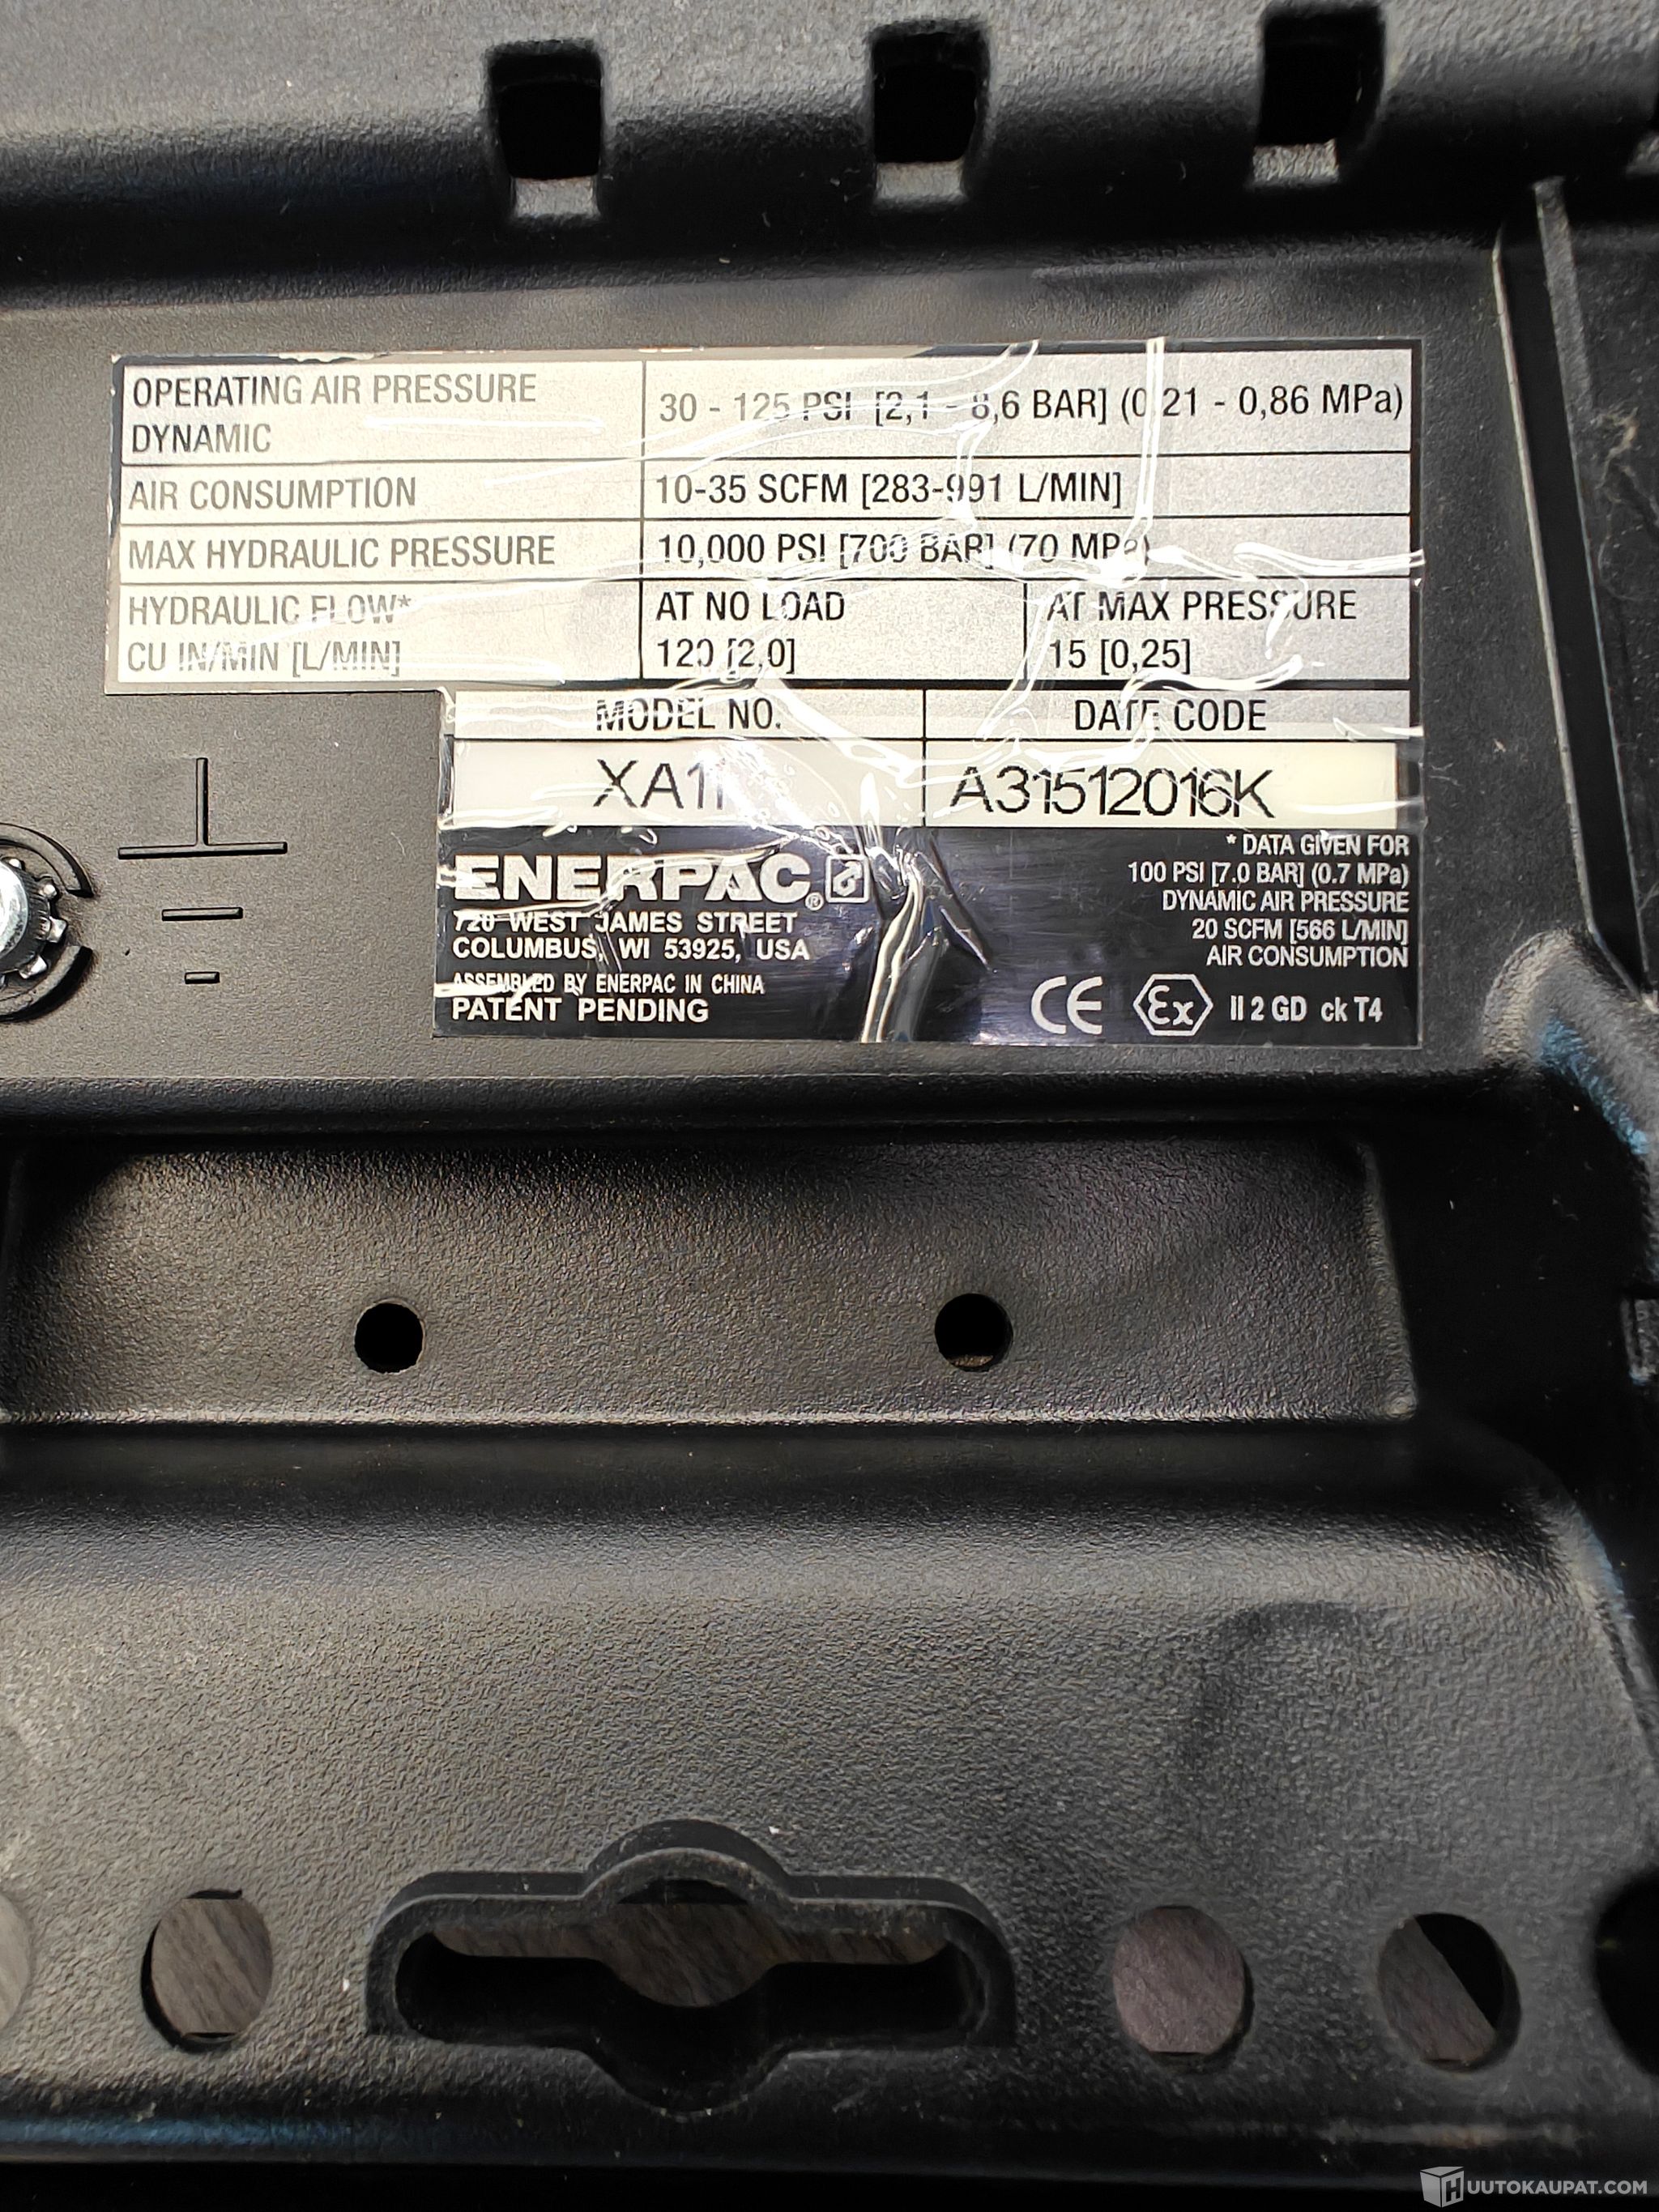 OPERATING AIR PRESSURE
DYNAMIC
30 - 125 PSI [2,1 - 8,6 BAR] (0,21 - 0,86 MPa)
AIR CONSUMPTION
10-35 SCFM [283-991 L/MIN]
MAX HYDRAULIC PRESSURE
10,000 PSI [700 BAR] (70 MPa)
HYDRAULIC FLOW*
CU IN/MIN [L/MIN]
AT NO LOAD
120 [2,0]
AT MAX PRESSURE
15 [0,25]
MODEL NO.
DATE CODE
A31512016K
ENERPAC®
720 WEST JAMES STREET
COLUMBUS, WI 53925, USA
ASSEMBLED BY ENERPAC IN CHINA
PATENT PENDING
* DATA GIVEN FOR
100 PSI [7.0 BAR] (0.7 MPa)
DYNAMIC AIR PRESSURE
20 SCFM [566 L/MIN]
AIR CONSUMPTION
CE Ex II 2 GD ck T4
HUUTOKAUPAT.COM